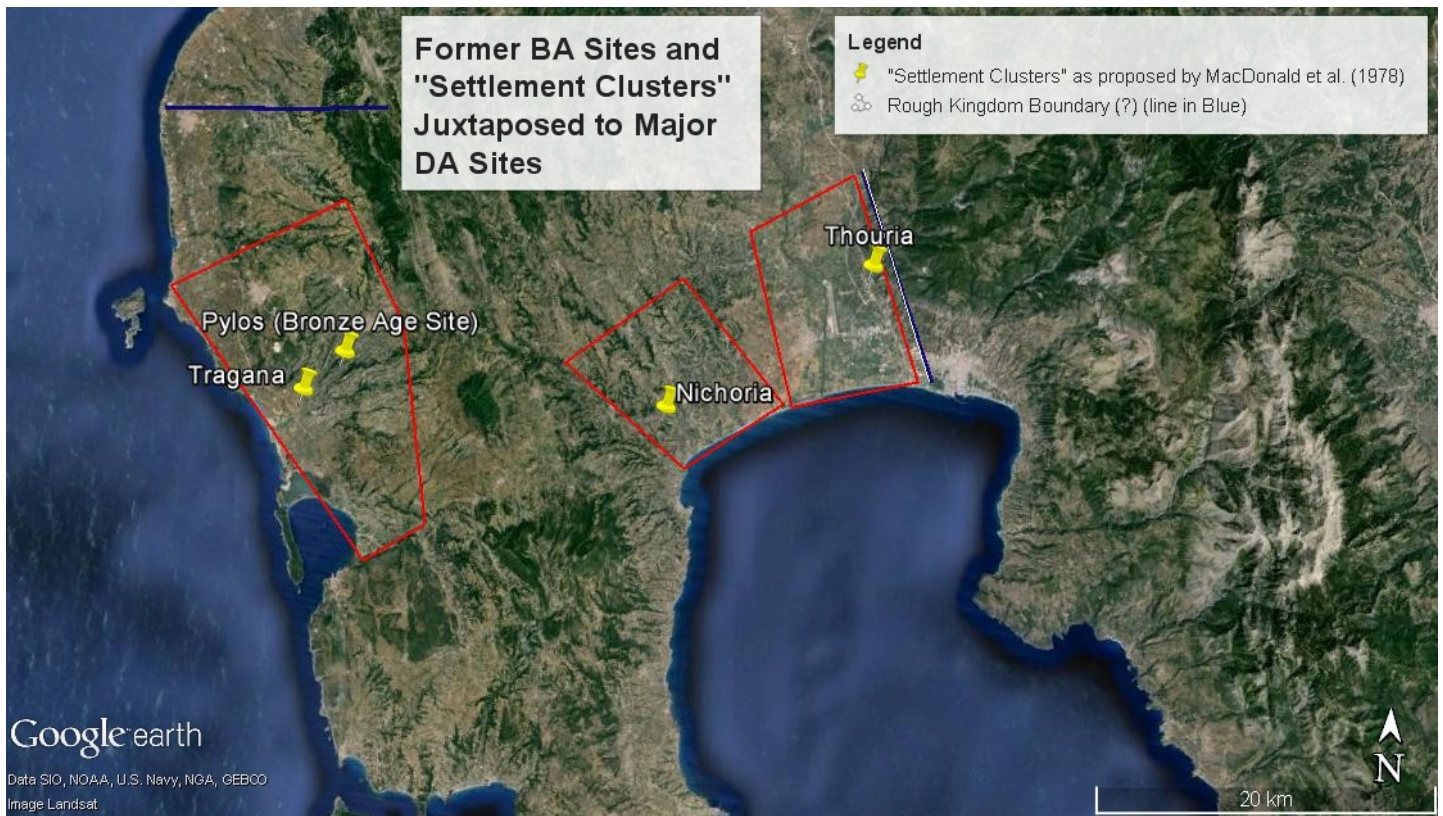 Former BA Sites and
"Settlement Clusters"
Juxtaposed to Major
DA Sites
Legend
"Settlement Clusters" as proposed by MacDonald et al. (1978)
Rough Kingdom Boundary (?) (line in Blue)
Thouria
Pylos (Bronze Age Site)
Tragana
Nichoria
Google earth
Data SIO, NOAA, U.S. Navy, NGA, GEBCO
Image Landsat
N
20 km